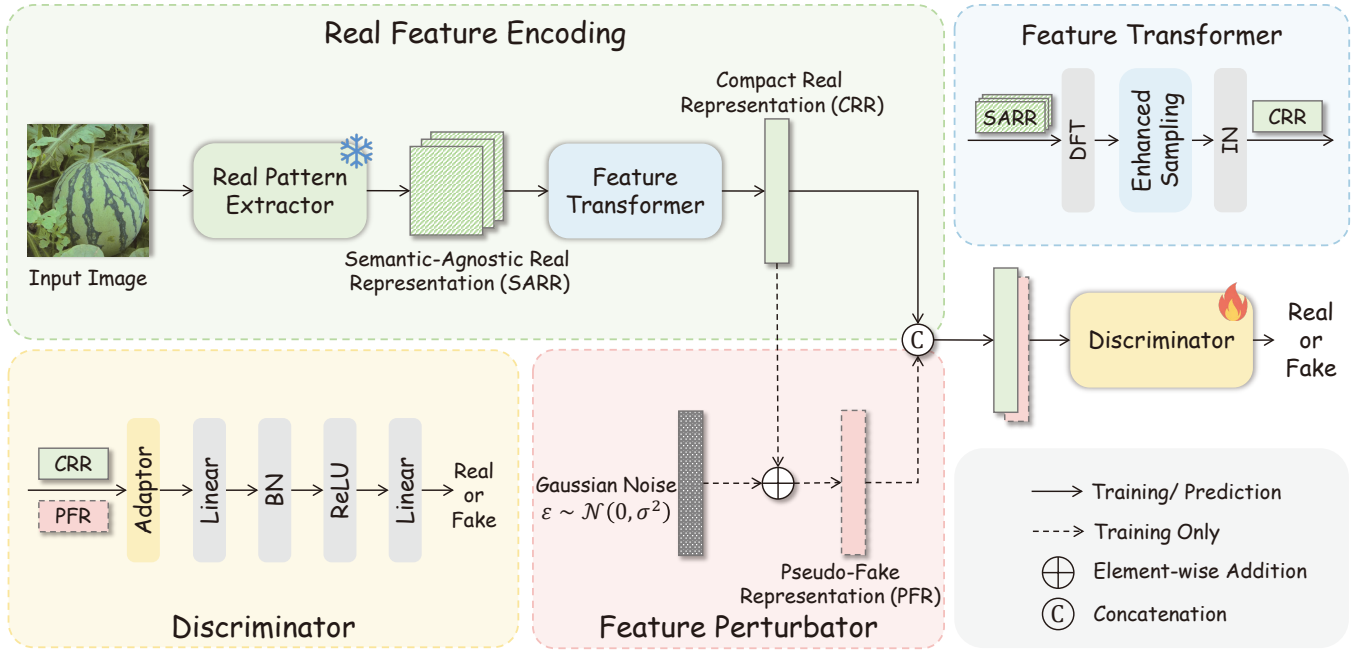 Real Feature Encoding
Input Image
Real Pattern
Extractor
Semantic-Agnostic Real
Representation (SARR)
Feature
Transformer
Compact Real
Representation (CRR)
Feature Transformer
SARR
DFT
Enhanced
Sampling
IN
CRR
C
Discriminator
Real
or
Fake
CRR
PFR
Adaptor
Linear
BN
ReLU
Linear
Real
or
Fake
Discriminator
Gaussian Noise
ε ~ 𝒩(0, σ²)
Pseudo-Fake
Representation (PFR)
Feature Perturbator
Training/ Prediction
Training Only
Element-wise Addition
C
Concatenation